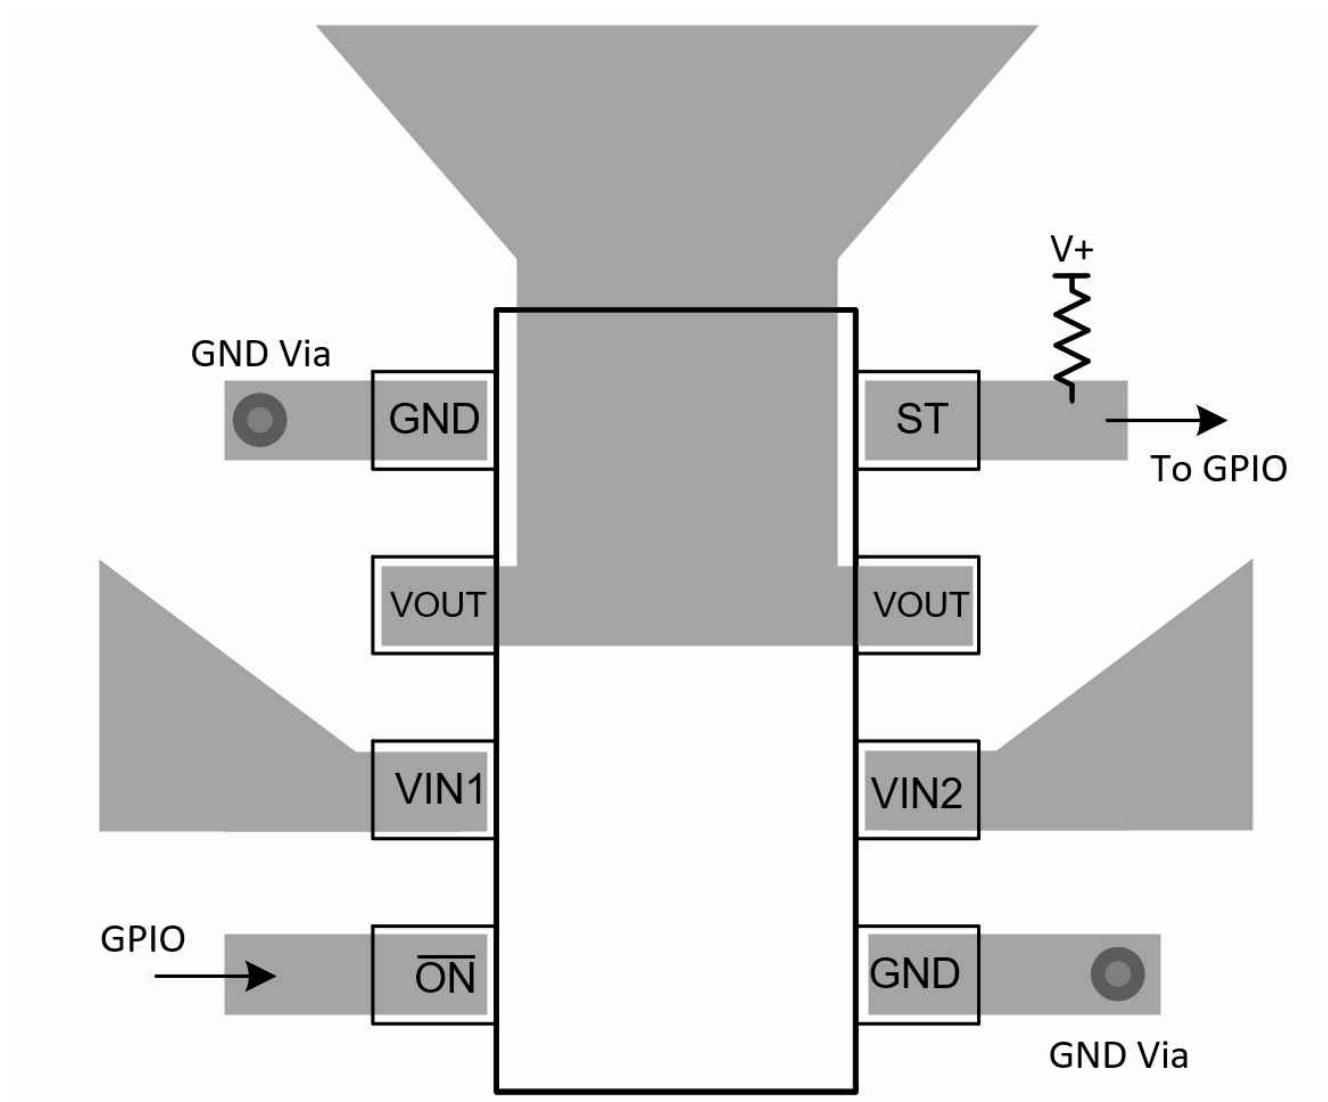 V+
GND Via
GND
ST
To GPIO
VOUT
VOUT
VIN1
VIN2
GPIO
ON
GND
GND Via